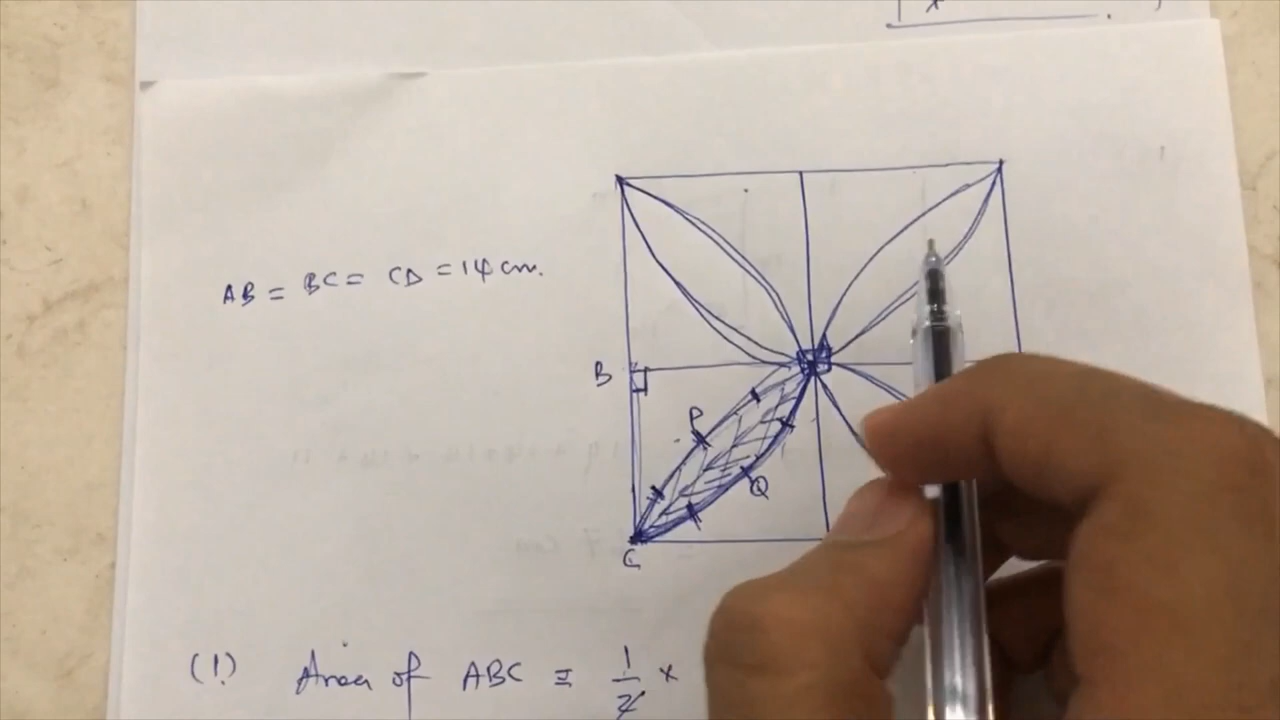 AB = BC = CD = 14 cm.
B
P
Q
C
(1) Area of ABC = 1/2 ×